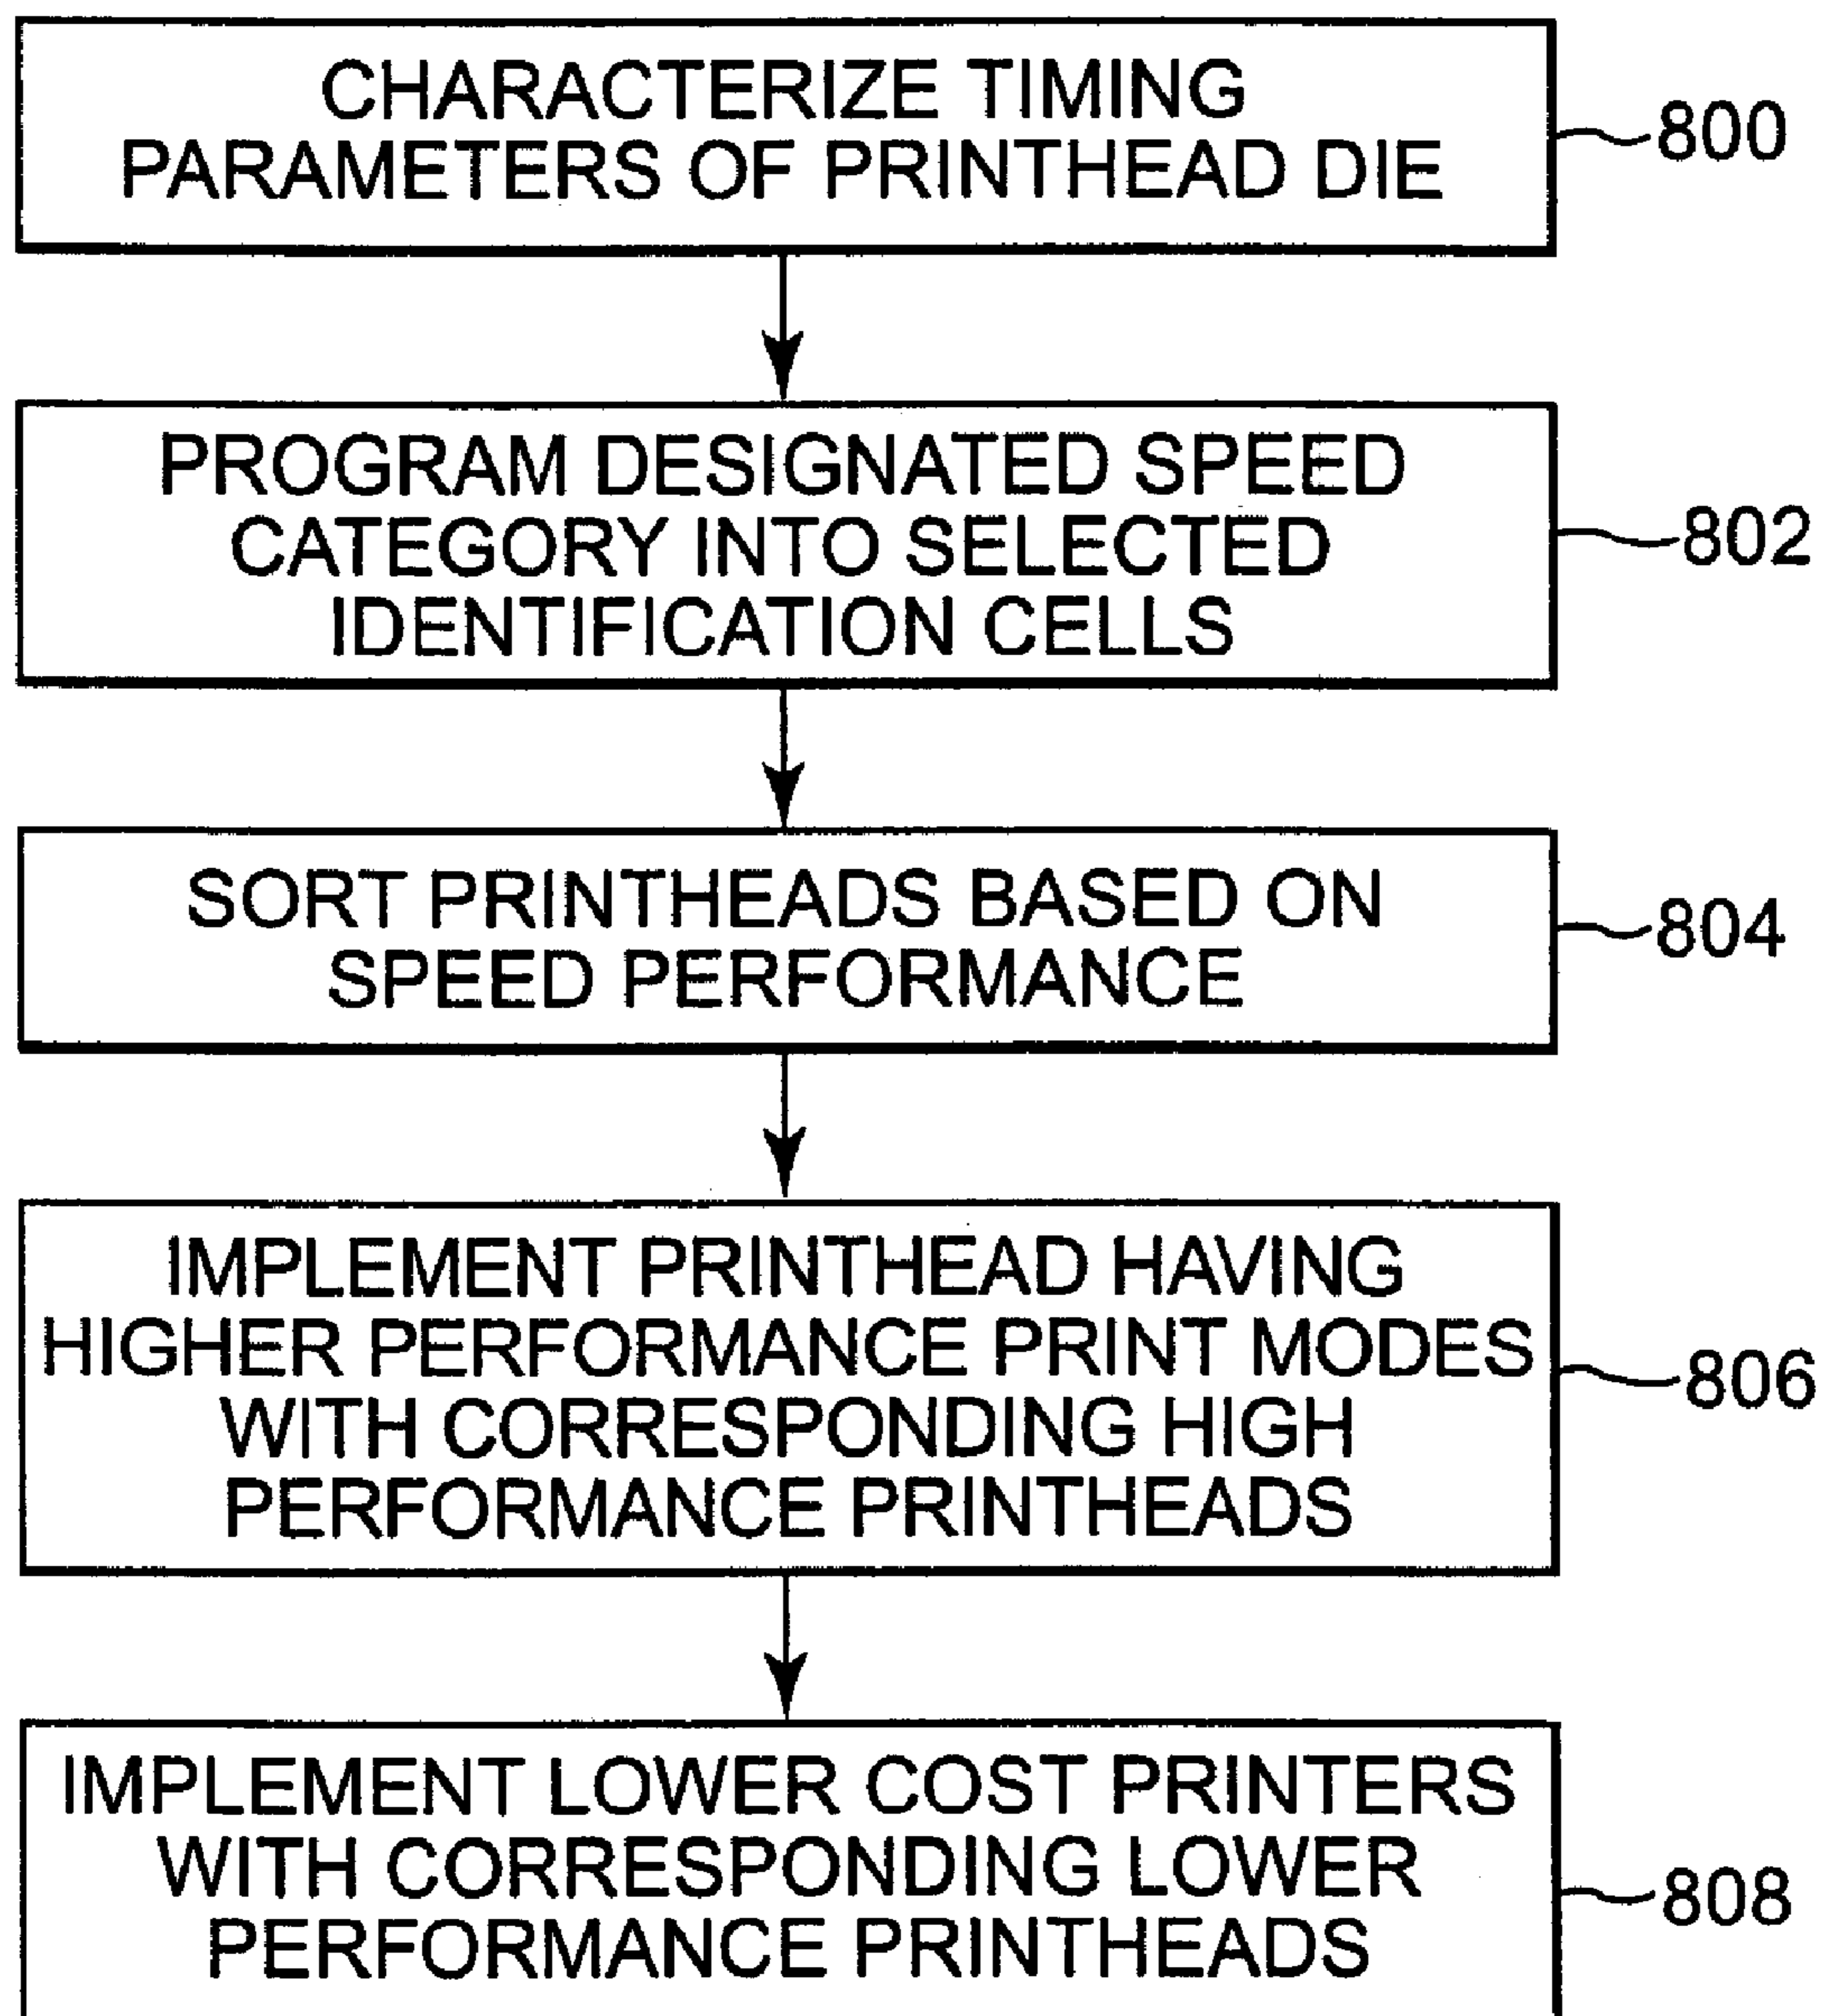 CHARACTERIZE TIMING
PARAMETERS OF PRINTHEAD DIE
800
PROGRAM DESIGNATED SPEED
CATEGORY INTO SELECTED
IDENTIFICATION CELLS
802
SORT PRINTHEADS BASED ON
SPEED PERFORMANCE
804
IMPLEMENT PRINTHEAD HAVING
HIGHER PERFORMANCE PRINT MODES
WITH CORRESPONDING HIGH
PERFORMANCE PRINTHEADS
806
IMPLEMENT LOWER COST PRINTERS
WITH CORRESPONDING LOWER
PERFORMANCE PRINTHEADS
808